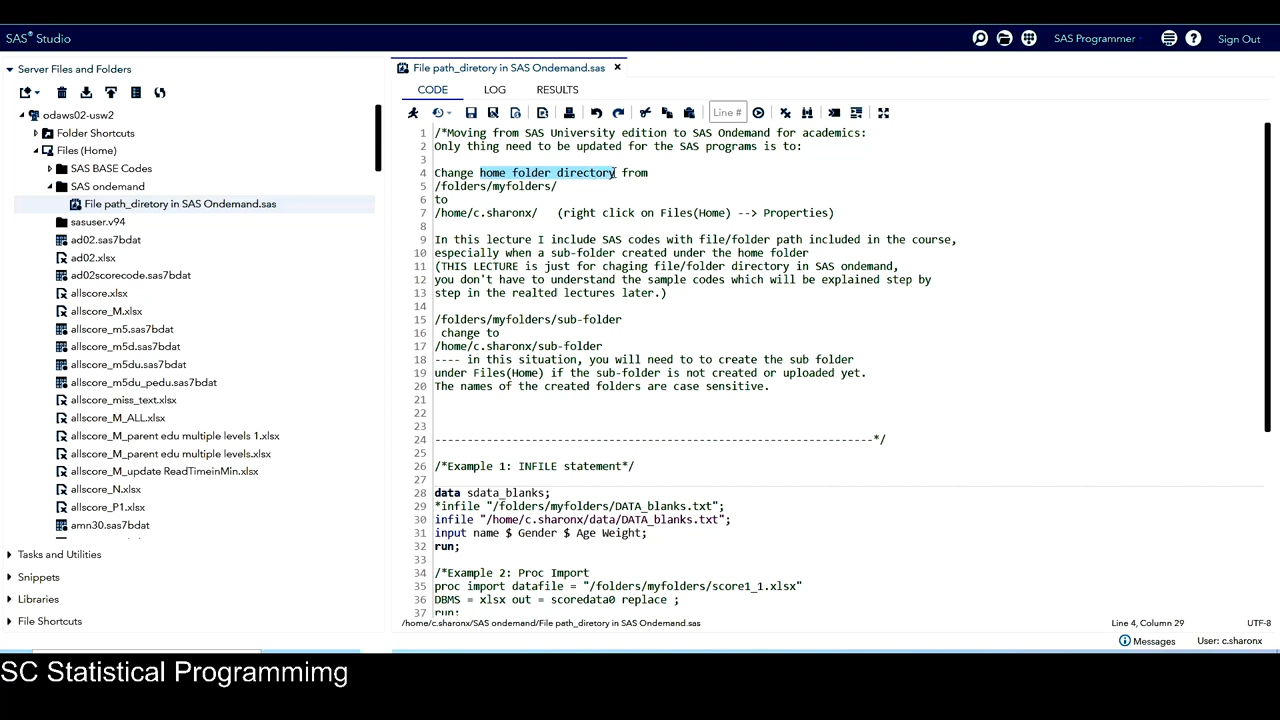 SAS® Studio
SAS Programmer
Sign Out
Server Files and Folders
odaws02-usw2
Folder Shortcuts
Files (Home)
SAS BASE Codes
SAS ondemand
File path_diretory in SAS Ondemand.sas
sasuser.v94
ad02.sas7bdat
ad02.xlsx
ad02scorecode.sas7bdat
allscore.xlsx
allscore_M.xlsx
allscore_m5.sas7bdat
allscore_m5d.sas7bdat
allscore_m5du.sas7bdat
allscore_m5du_pedu.sas7bdat
allscore_miss_text.xlsx
allscore_M_ALL.xlsx
allscore_M_parent edu multiple levels 1.xlsx
allscore_M_parent edu multiple levels.xlsx
allscore_M_update ReadTimeinMin.xlsx
allscore_N.xlsx
allscore_P1.xlsx
amn30.sas7bdat
Tasks and Utilities
Snippets
Libraries
File Shortcuts
File path_diretory in SAS Ondemand.sas ×
CODE LOG RESULTS
Line #
1 /*Moving from SAS University edition to SAS Ondemand for academics:
2 Only thing need to be updated for the SAS programs is to:
3
4 Change home folder directory from
5 /folders/myfolders/
6 to
7 /home/c.sharonx/ (right click on Files(Home) --> Properties)
8
9 In this lecture I include SAS codes with file/folder path included in the course,
10 especially when a sub-folder created under the home folder
11 (THIS LECTURE is just for chaging file/folder directory in SAS ondemand,
12 you don't have to understand the sample codes which will be explained step by
13 step in the realted lectures later.)
14
15 /folders/myfolders/sub-folder
16 change to
17 /home/c.sharonx/sub-folder
18 ---- in this situation, you will need to to create the sub folder
19 under Files(Home) if the sub-folder is not created or uploaded yet.
20 The names of the created folders are case sensitive.
21
22
23
24 --------------------------------------------------------------------*/
25
26 /*Example 1: INFILE statement*/
27
28 data sdata_blanks;
29 *infile "/folders/myfolders/DATA_blanks.txt";
30 infile "/home/c.sharonx/data/DATA_blanks.txt";
31 input name $ Gender $ Age Weight;
32 run;
33
34 /*Example 2: Proc Import
35 proc import datafile = "/folders/myfolders/score1_1.xlsx"
36 DBMS = xlsx out = scoredata0 replace ;
37 run;
/home/c.sharonx/SAS ondemand/File path_diretory in SAS Ondemand.sas
Line 4, Column 29
UTF-8
Messages
User: c.sharonx
SC Statistical Programmimg